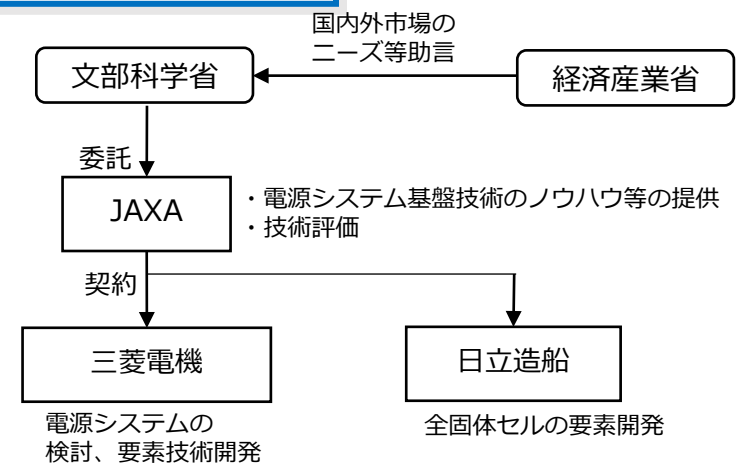 国内外市場の
ニーズ等助言
文部科学省
経済産業省
委託
JAXA
・電源システム基盤技術のノウハウ等の提供
・技術評価
契約
三菱電機
日立造船
電源システムの
検討、要素技術開発
全固体セルの要素開発